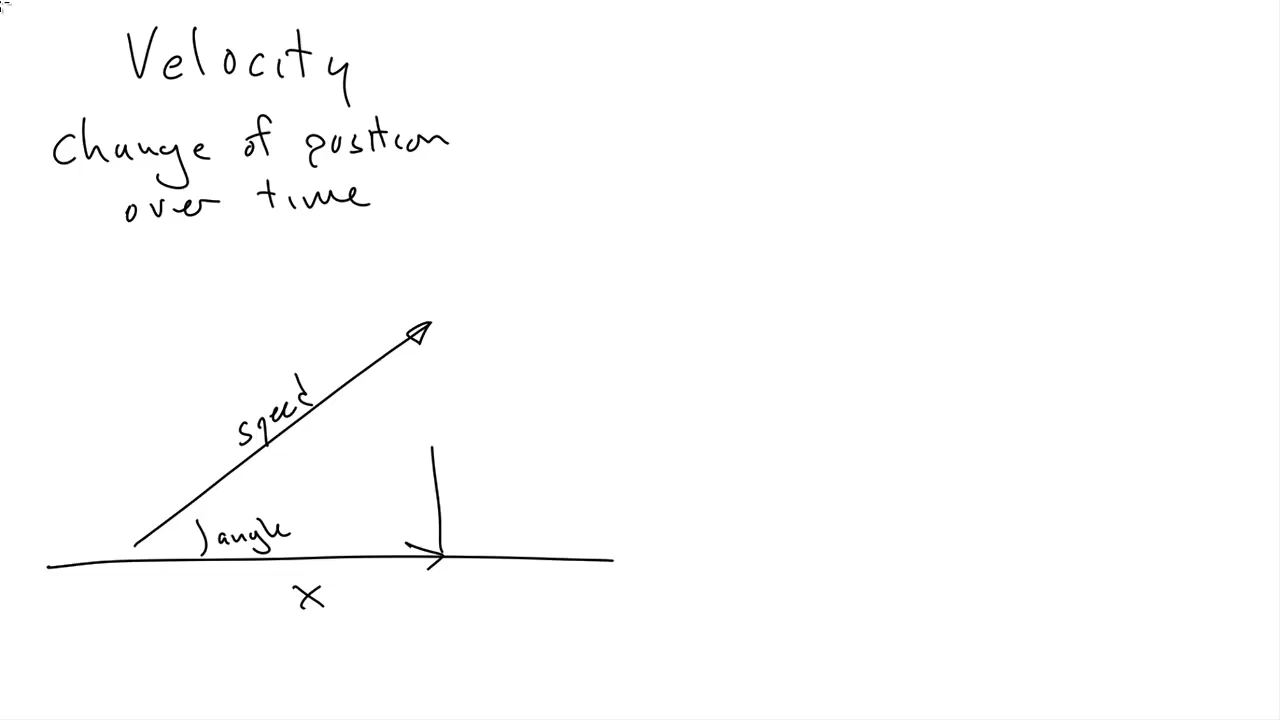 Velocity
change of position
over time
speed
angle
x